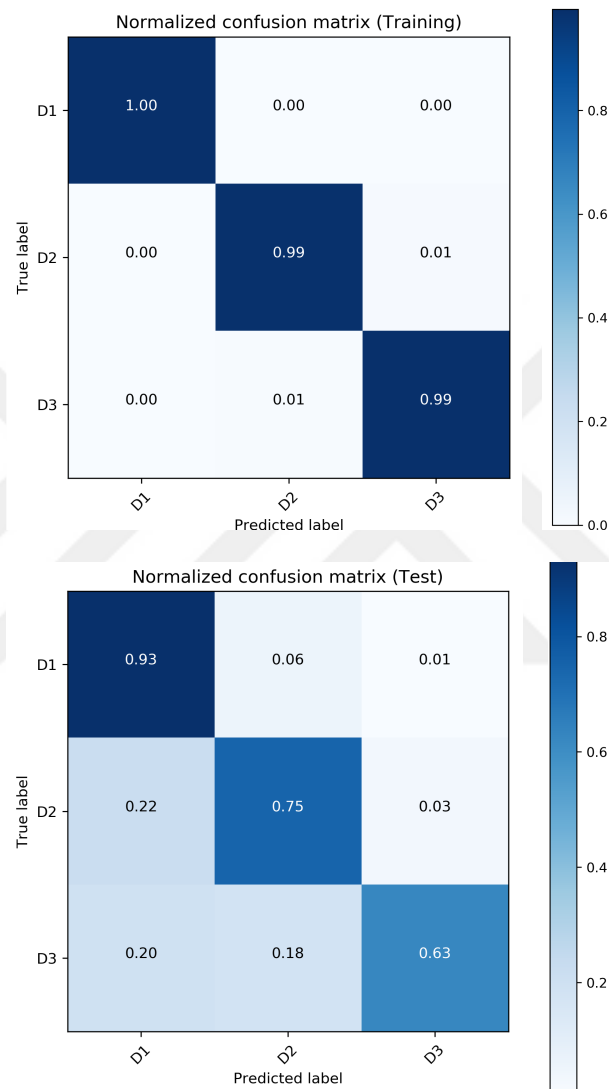 Normalized confusion matrix (Training)
True label
D1
1.00 0.00 0.00
D2
0.00 0.99 0.01
D3
0.00 0.01 0.99
D1 D2 D3
Predicted label
0.8
0.6
0.4
0.2
0.0
Normalized confusion matrix (Test)
True label
D1
0.93 0.06 0.01
D2
0.22 0.75 0.03
D3
0.20 0.18 0.63
D1 D2 D3
Predicted label
0.8
0.6
0.4
0.2